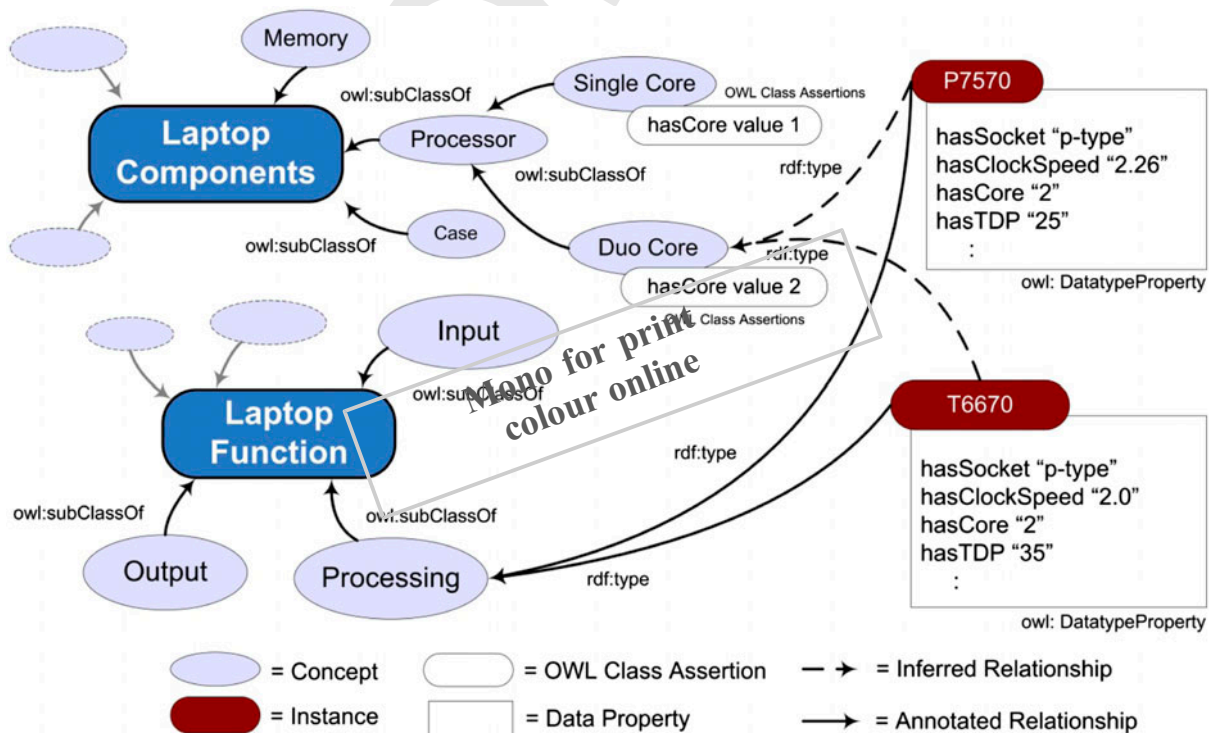 Memory
owl:subClassOf
Single Core
OWL Class Assertions
hasCore value 1
P7570
Laptop
Components
Processor
owl:subClassOf
rdf:type
hasSocket “p-type”
hasClockSpeed “2.26”
hasCore “2”
hasTDP “25”
:
owl: DatatypeProperty
Case
owl:subClassOf
Duo Core
rdf:type
hasCore value 2
OWL Class Assertions
Input
owl:subClassOf
Mono for print
colour online
Laptop
Function
T6670
rdf:type
hasSocket “p-type”
hasClockSpeed “2.0”
hasCore “2”
hasTDP “35”
:
owl: DatatypeProperty
owl:subClassOf
owl:subClassOf
Output
Processing
rdf:type
= Concept
= OWL Class Assertion
= Inferred Relationship
= Instance
= Data Property
= Annotated Relationship